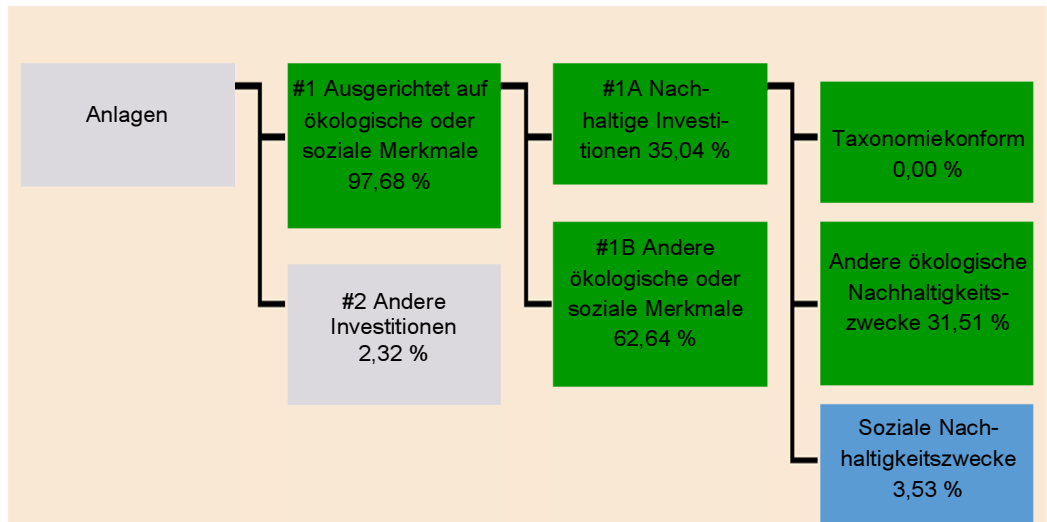 Anlagen
#1 Ausgerichtet auf
ökologische oder
soziale Merkmale
97,68 %
#2 Andere
Investitionen
2,32 %
#1A Nach-
haltige Investi-
tionen 35,04 %
#1B Andere
ökologische oder
soziale Merkmale
62,64 %
Taxonomiekonform
0,00 %
Andere ökologische
Nachhaltigkeits-
zwecke 31,51 %
Soziale Nach-
haltigkeitszwecke
3,53 %